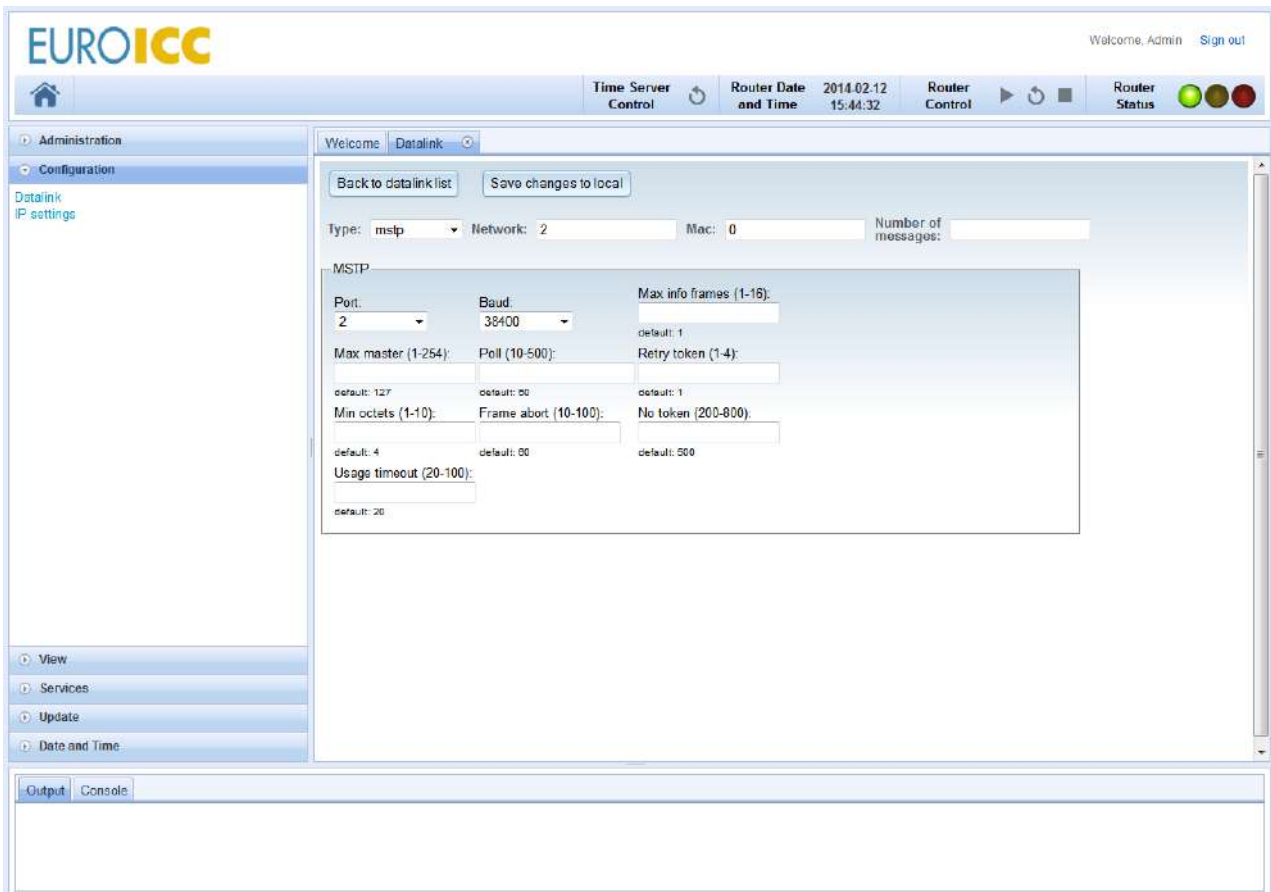 EUROICC
Welcome, Admin Sign out
Time Server Control
Router Date and Time
2014-02-12 15:44:32
Router Control
Router Status
Administration
Configuration
Datalink
IP settings
View
Services
Update
Date and Time
Welcome Datalink
Back to datalink list Save changes to local
Type: mstp Network: 2 Mac: 0 Number of messages:
MSTP
Port: Baud: Max info frames (1-16):
2 38400
default: 1
Max master (1-254): Poll (10-500): Retry token (1-4):
default: 127 default: 50 default: 1
Min octets (1-10): Frame abort (10-100): No token (200-800):
default: 4 default: 60 default: 500
Usage timeout (20-100):
default: 20
Output Console